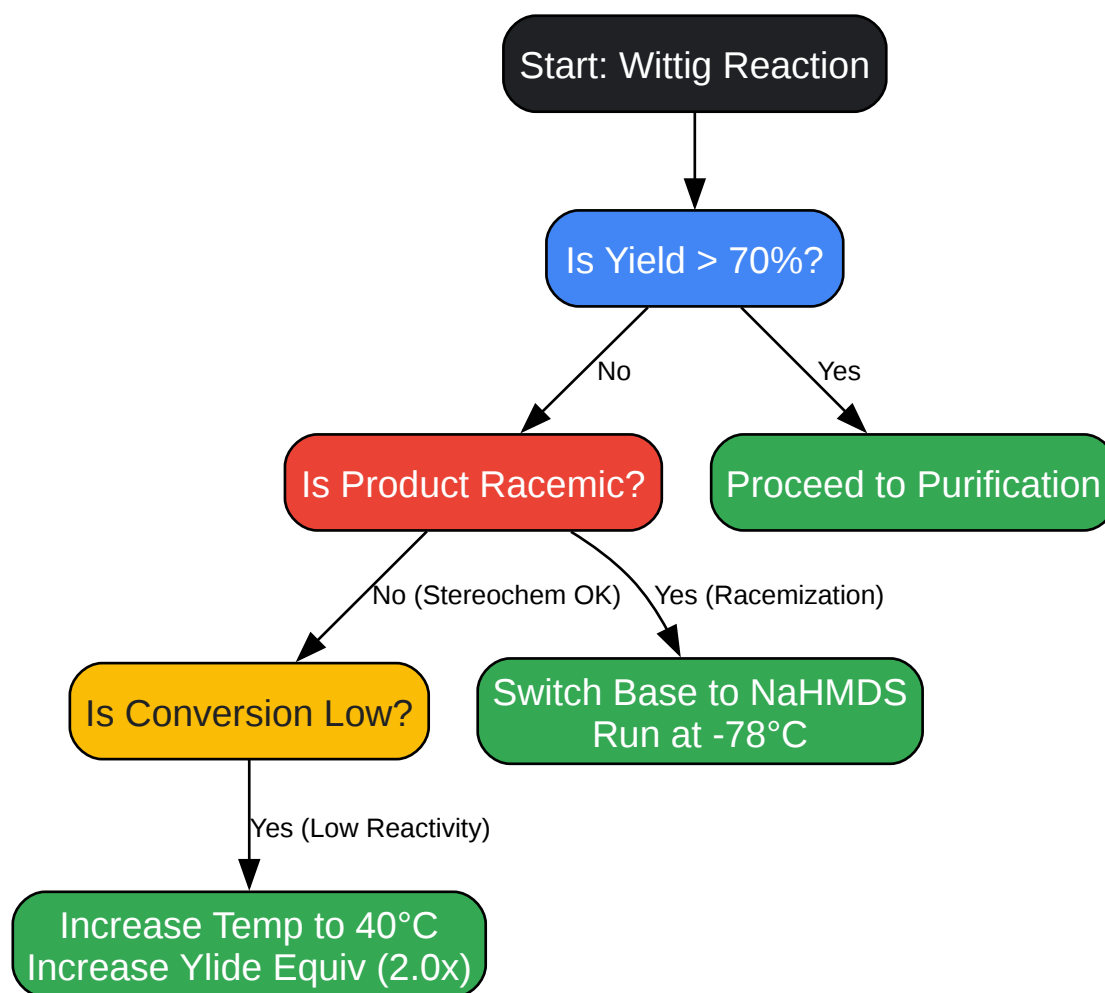 Start: Wittig Reaction
Is Yield > 70%?
No
Yes
Is Product Racemic?
Proceed to Purification
No (Stereochem OK)
Yes (Racemization)
Is Conversion Low?
Switch Base to NaHMDS
Run at -78°C
Yes (Low Reactivity)
Increase Temp to 40°C
Increase Ylide Equiv (2.0x)